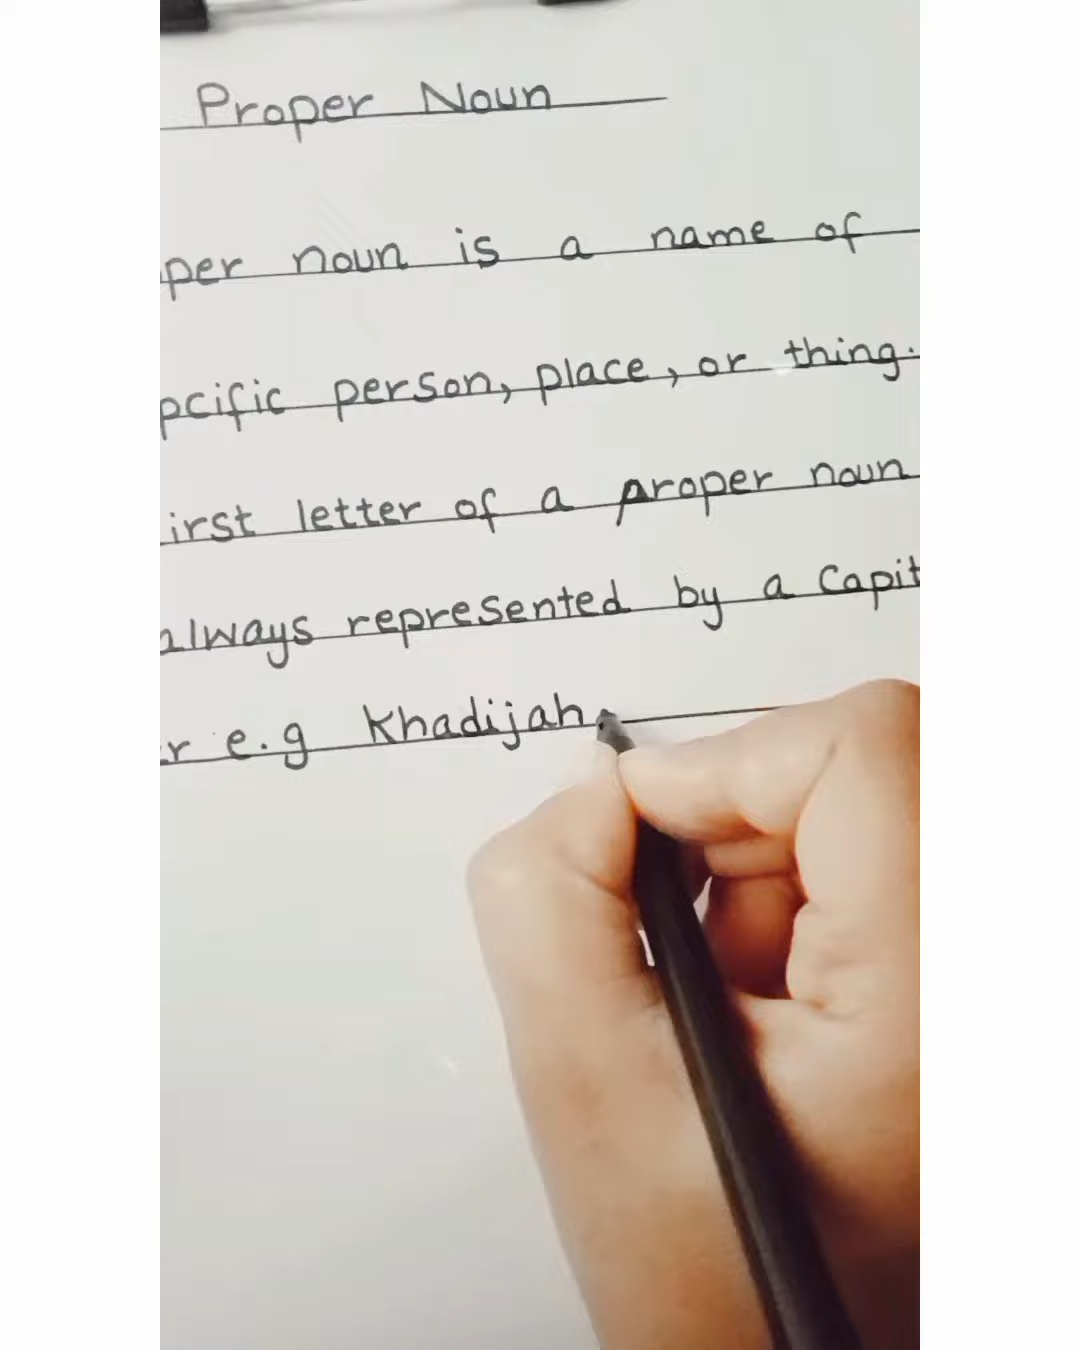 Proper Noun
per noun is a name of
pcific person, place, or thing.
irst letter of a proper noun
always represented by a Capit
r e.g Khadijah,